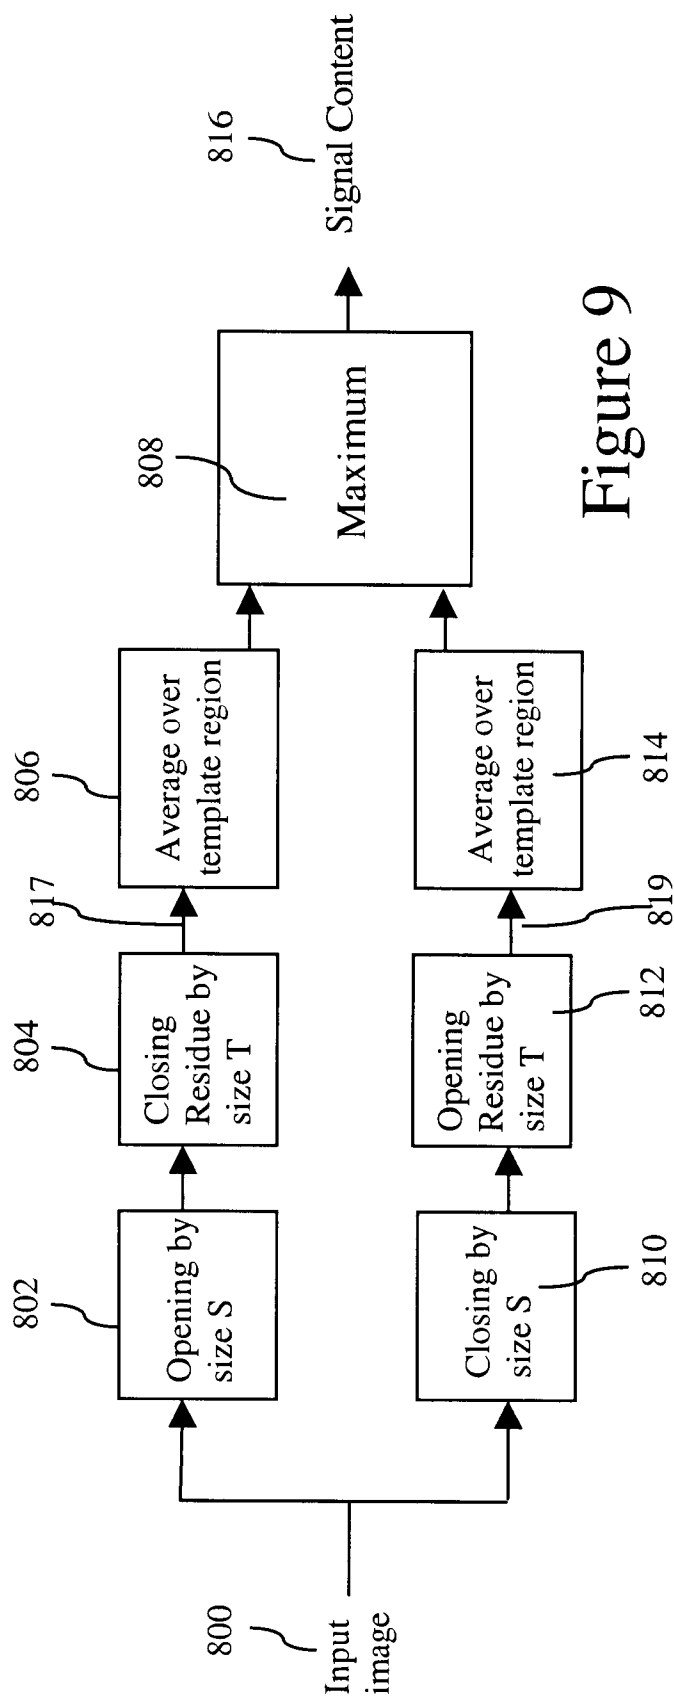 800
Input
image
802
Opening by
size S
804
Closing
Residue by
size T
817
806
Average over
template region
810
Closing by
size S
812
Opening
Residue by
size T
819
814
Average over
template region
808
Maximum
816
Signal Content
Figure 9